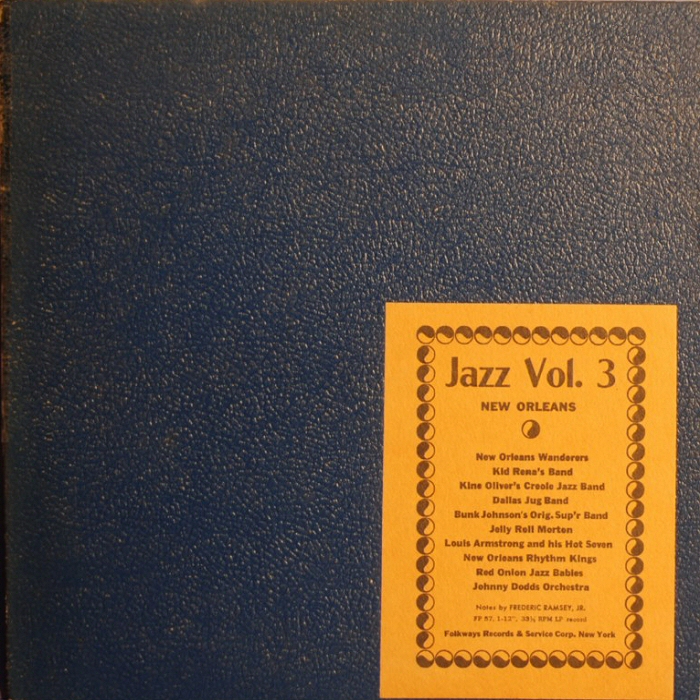 Jazz Vol. 3
NEW ORLEANS
New Orleans Wanderers
Kid Rena's Band
Kine Oliver's Creole Jazz Band
Dallas Jug Band
Bunk Johnson's Orig. Sup'r Band
Jelly Roll Morton
Louis Armstrong and his Hot Seven
New Orleans Rhythm Kings
Red Onion Jazz Babies
Johnny Dodds Orchestra
Notes by FREDERIC RAMSEY, JR.
FP 57, 1-12", 33⅓ RPM LP record
Folkways Records & Service Corp. New York